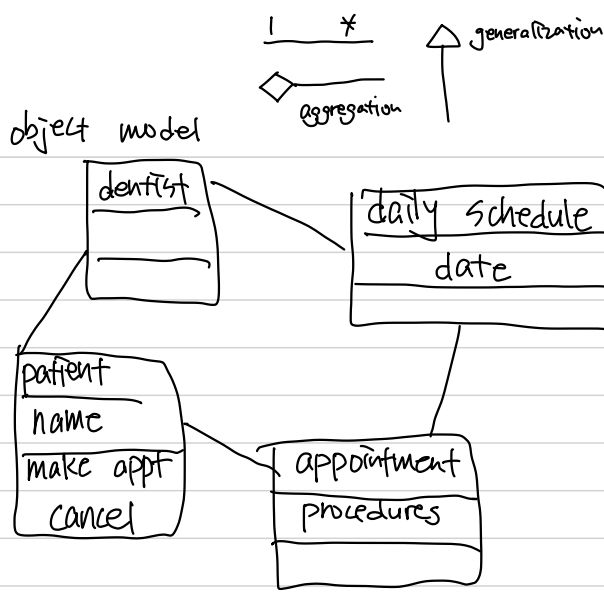 1 *
generalization
aggregation
object model
dentist
daily schedule
date
patient
name
make appt
cancel
appointment
procedures